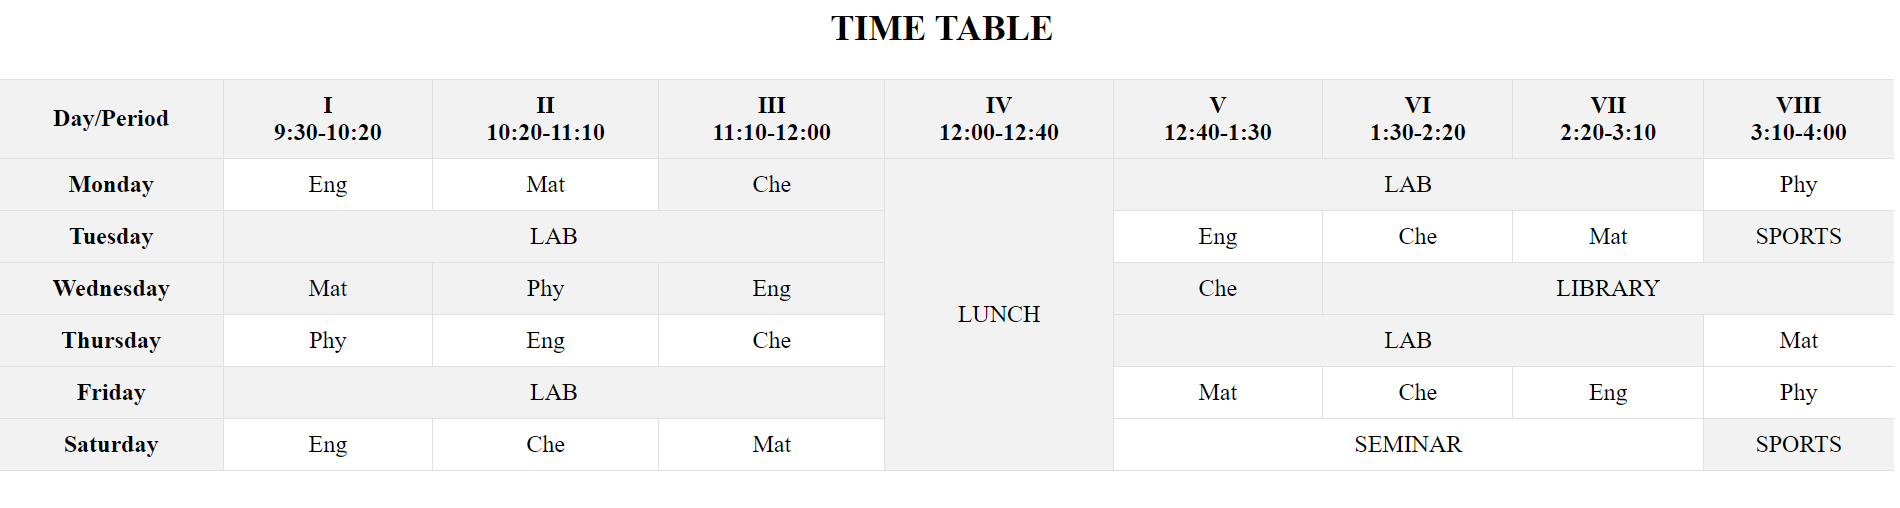 TIME TABLE
Day/Period I II III IV V VI VII VIII
9:30-10:20 10:20-11:10 11:10-12:00 12:00-12:40 12:40-1:30 1:30-2:20 2:20-3:10 3:10-4:00
Monday Eng Mat Che LAB Phy
Tuesday LAB Eng Che Mat SPORTS
Wednesday Mat Phy Eng Che LIBRARY
LUNCH
Thursday Phy Eng Che LAB Mat
Friday LAB Mat Che Eng Phy
Saturday Eng Che Mat SEMINAR SPORTS